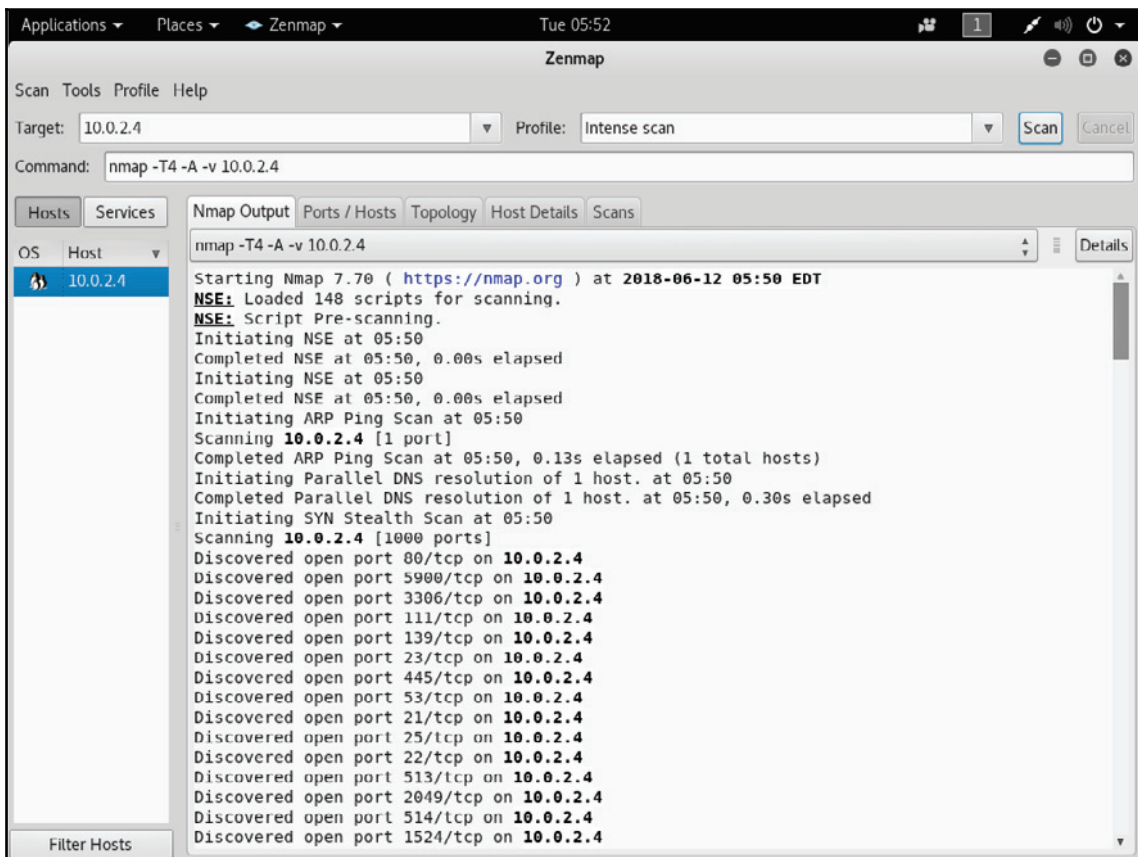 Applications Places Zenmap Tue 05:52 1
Zenmap
Scan Tools Profile Help
Target: 10.0.2.4 Profile: Intense scan Scan Cancel
Command: nmap -T4 -A -v 10.0.2.4
Hosts Services Nmap Output Ports / Hosts Topology Host Details Scans
OS Host nmap -T4 -A -v 10.0.2.4 Details
10.0.2.4
Starting Nmap 7.70 ( https://nmap.org ) at 2018-06-12 05:50 EDT
NSE: Loaded 148 scripts for scanning.
NSE: Script Pre-scanning.
Initiating NSE at 05:50
Completed NSE at 05:50, 0.00s elapsed
Initiating NSE at 05:50
Completed NSE at 05:50, 0.00s elapsed
Initiating ARP Ping Scan at 05:50
Scanning 10.0.2.4 [1 port]
Completed ARP Ping Scan at 05:50, 0.13s elapsed (1 total hosts)
Initiating Parallel DNS resolution of 1 host. at 05:50
Completed Parallel DNS resolution of 1 host. at 05:50, 0.30s elapsed
Initiating SYN Stealth Scan at 05:50
Scanning 10.0.2.4 [1000 ports]
Discovered open port 80/tcp on 10.0.2.4
Discovered open port 5900/tcp on 10.0.2.4
Discovered open port 3306/tcp on 10.0.2.4
Discovered open port 111/tcp on 10.0.2.4
Discovered open port 139/tcp on 10.0.2.4
Discovered open port 23/tcp on 10.0.2.4
Discovered open port 445/tcp on 10.0.2.4
Discovered open port 53/tcp on 10.0.2.4
Discovered open port 21/tcp on 10.0.2.4
Discovered open port 25/tcp on 10.0.2.4
Discovered open port 22/tcp on 10.0.2.4
Discovered open port 513/tcp on 10.0.2.4
Discovered open port 2049/tcp on 10.0.2.4
Discovered open port 514/tcp on 10.0.2.4
Discovered open port 1524/tcp on 10.0.2.4
Filter Hosts